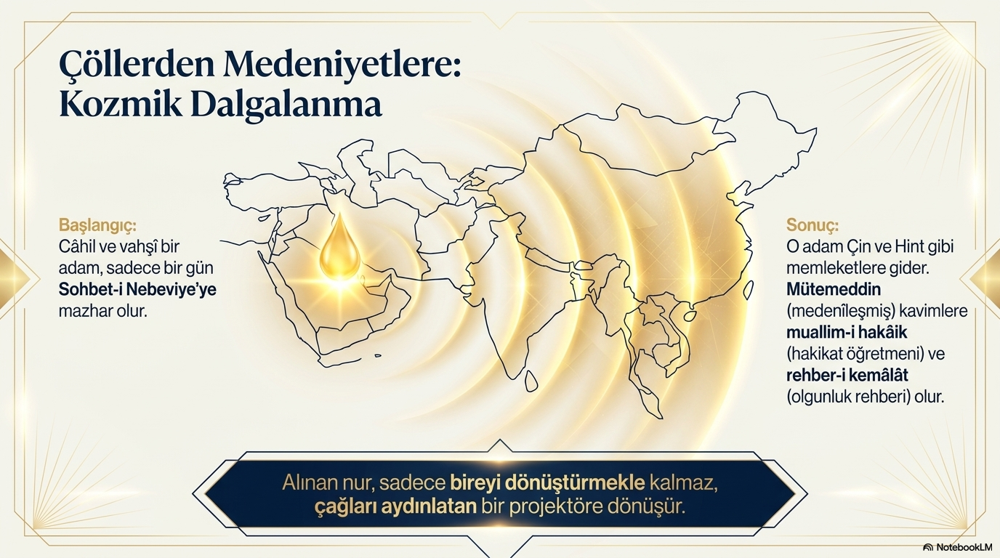 Çöllerden Medeniyetlere:
Kozmik Dalgalanma
Başlangıç:
Câhil ve vahşî bir
adam, sadece bir gün
Sohbet-i Nebeviye’ye
mazhar olur.
Sonuç:
O adam Çin ve Hint gibi
memleketlere gider.
Mütemeddin
(medenîleşmiş) kavimlere
muallim-i hakâik
(hakikat öğretmeni) ve
rehber-i kemâlât
(olgunluk rehberi) olur.
Alınan nur, sadece bireyi dönüştürmekle kalmaz,
çağları aydınlatan bir projektöre dönüşür.
NotebookLM